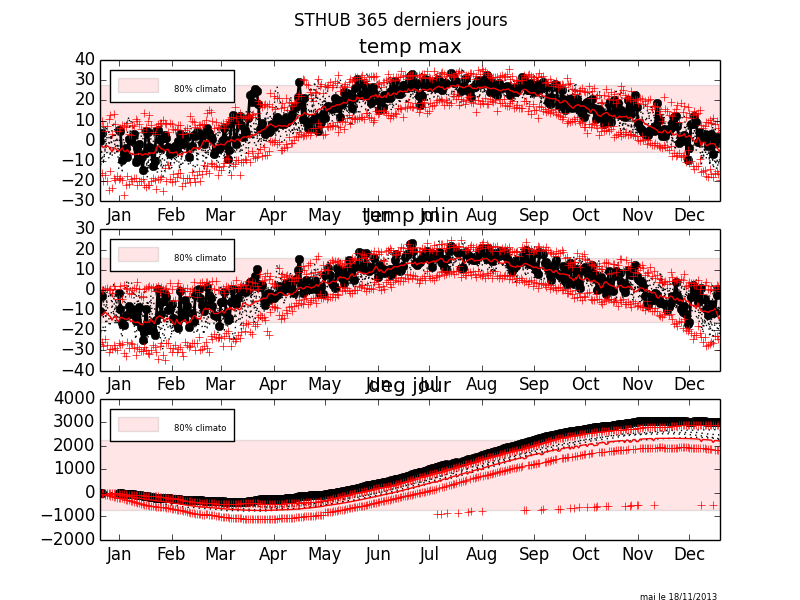 STHUB 365 derniers jours
temp max
40
30
20
10
0
−10
−20
−30
80% climato
Jan Feb Mar Apr May Jun Jul Aug Sep Oct Nov Dec
temp min
30
20
10
0
−10
−20
−30
−40
80% climato
Jan Feb Mar Apr May Jun Jul Aug Sep Oct Nov Dec
deg jour
4000
3000
2000
1000
0
−1000
−2000
80% climato
Jan Feb Mar Apr May Jun Jul Aug Sep Oct Nov Dec
maj le 18/11/2013